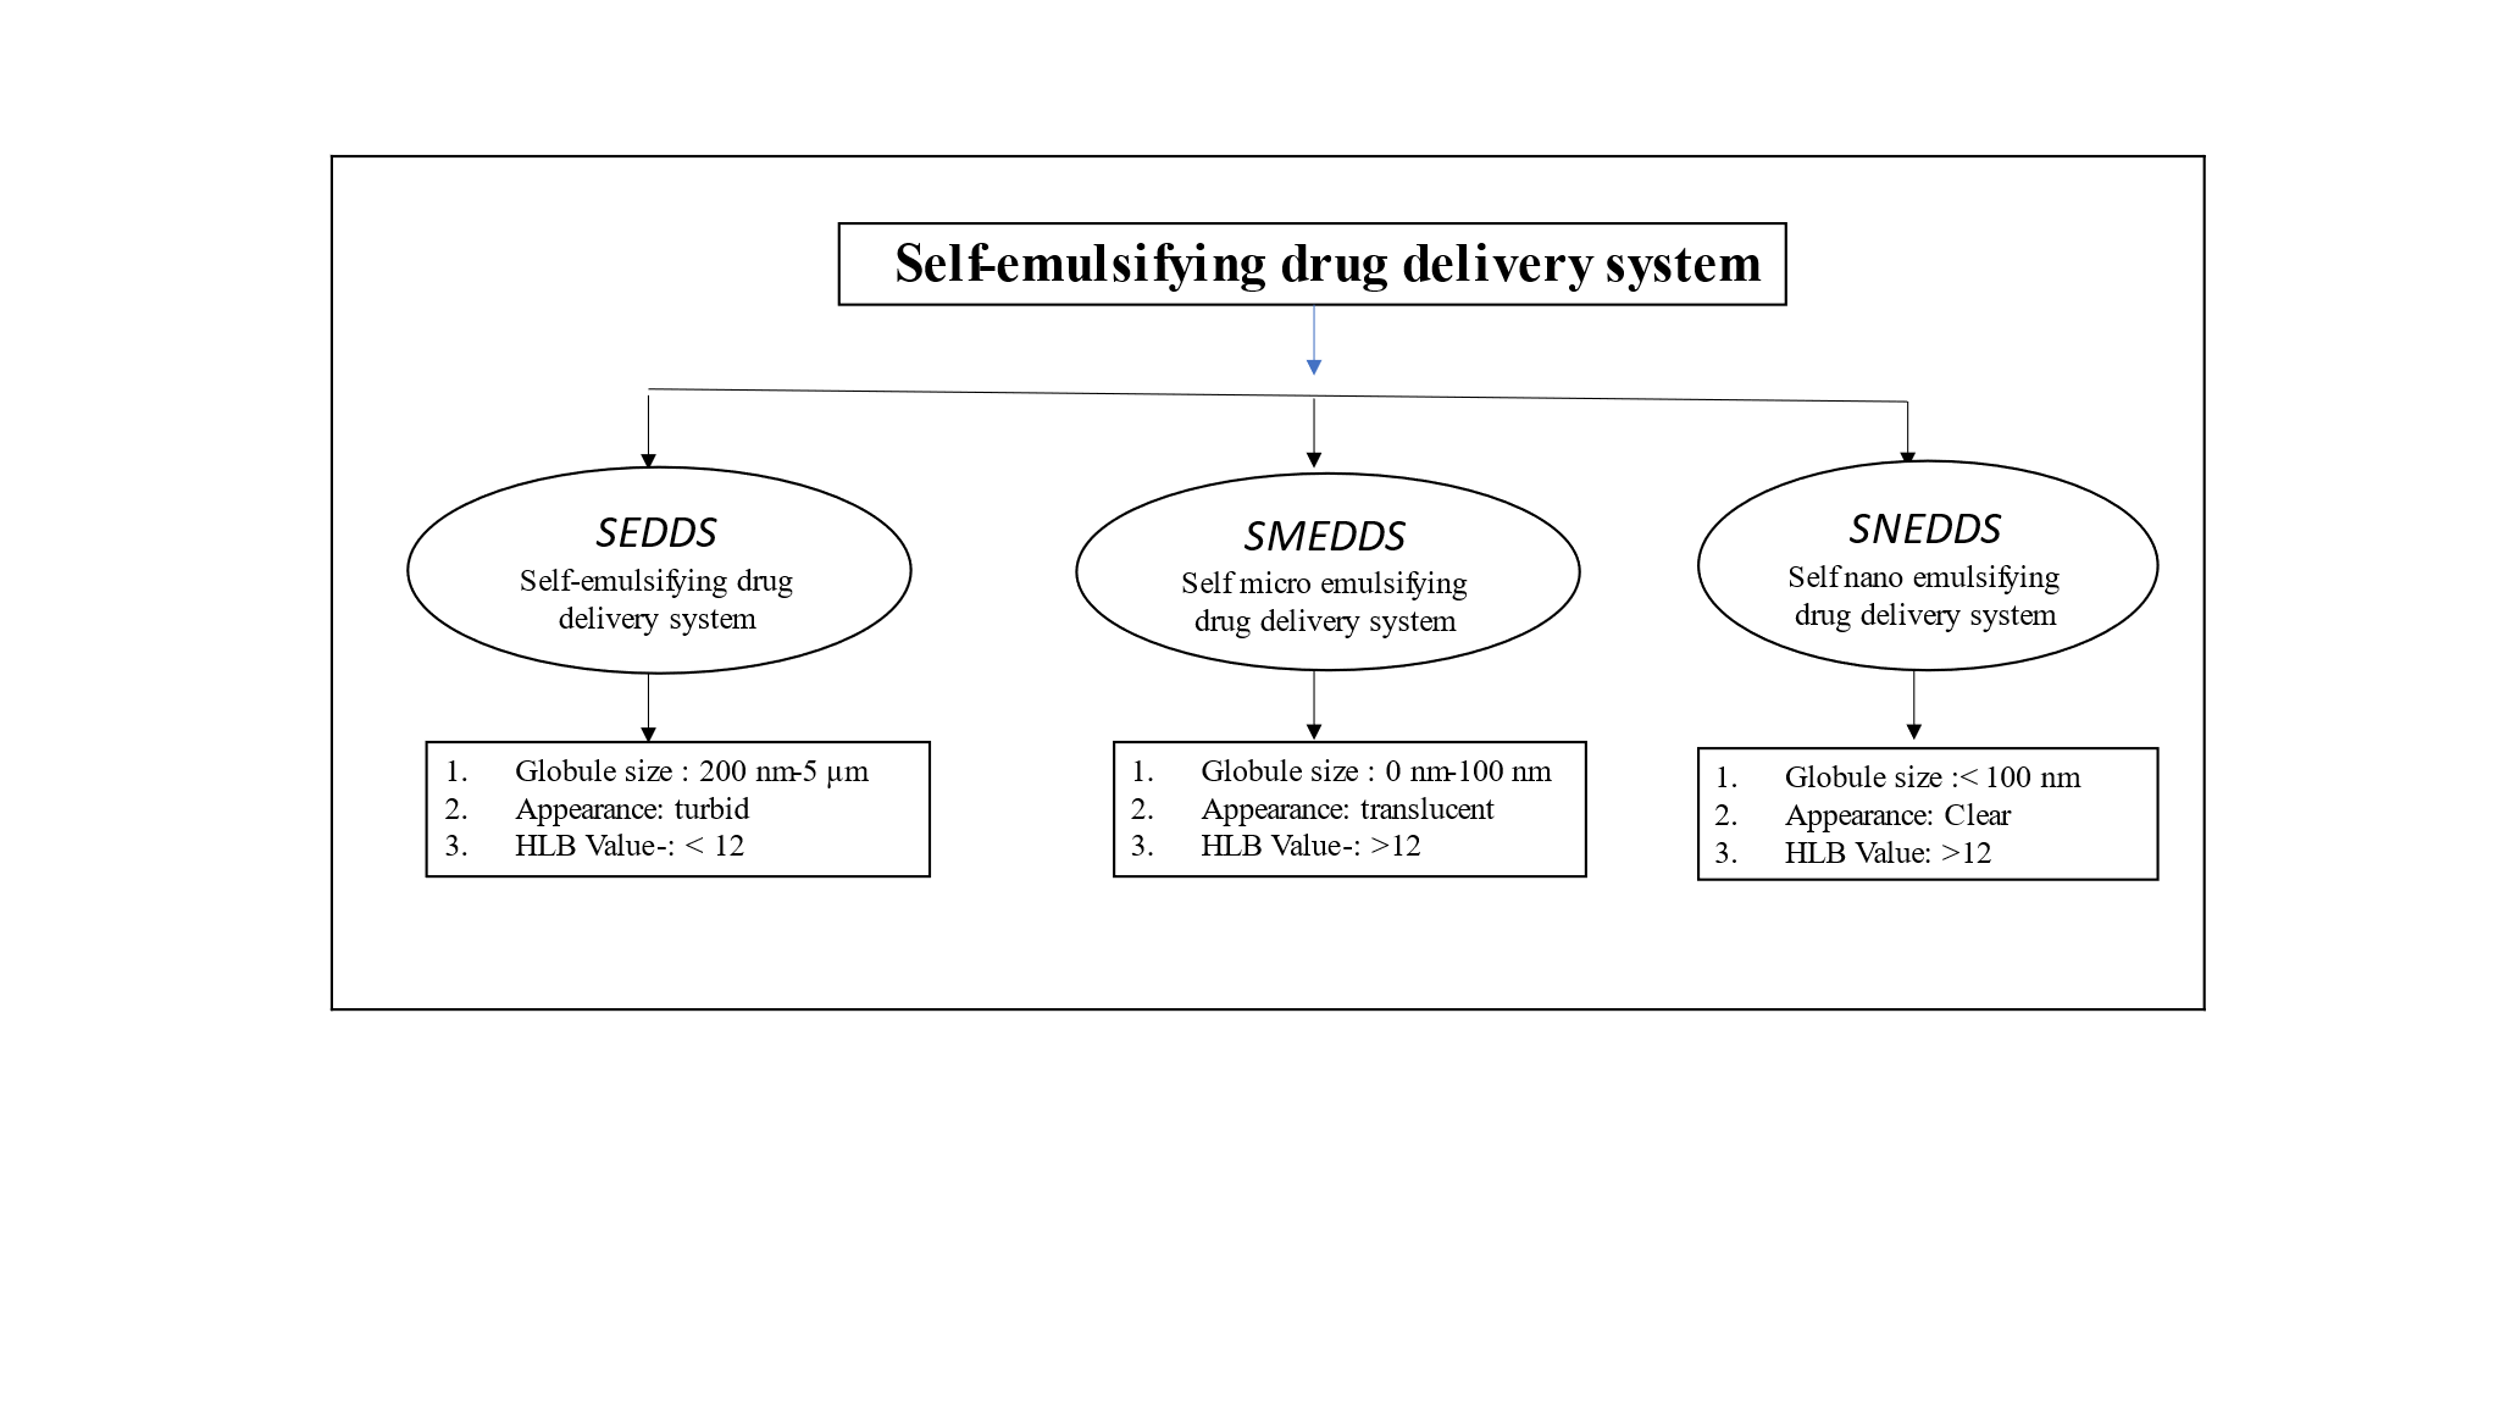 Self-emulsifying drug delivery system
SEDDS
Self-emulsifying drug
delivery system
SMEDDS
Self micro emulsifying
drug delivery system
SNEDDS
Self nano emulsifying
drug delivery system
1. Globule size : 200 nm-5 µm
2. Appearance: turbid
3. HLB Value-: < 12
1. Globule size : 0 nm-100 nm
2. Appearance: translucent
3. HLB Value-: >12
1. Globule size :< 100 nm
2. Appearance: Clear
3. HLB Value: >12